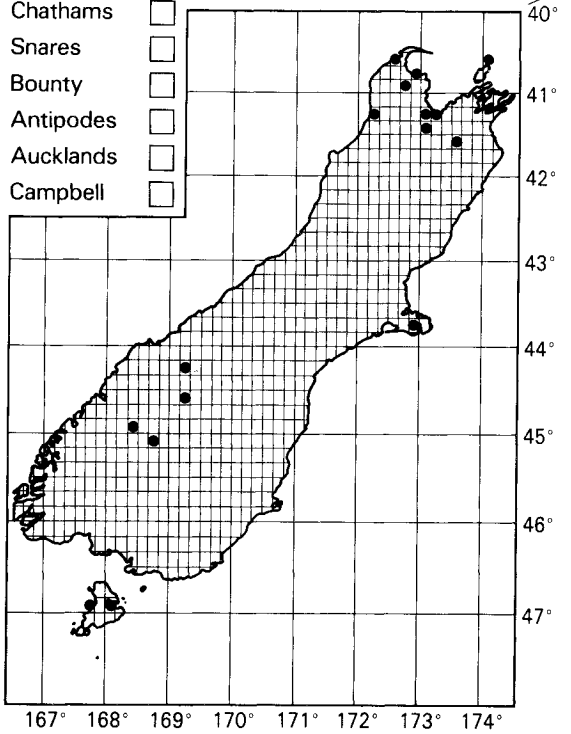 Chathams
Snares
Bounty
Antipodes
Aucklands
Campbell
40°
41°
42°
43°
44°
45°
46°
47°
167° 168° 169° 170° 171° 172° 173° 174°